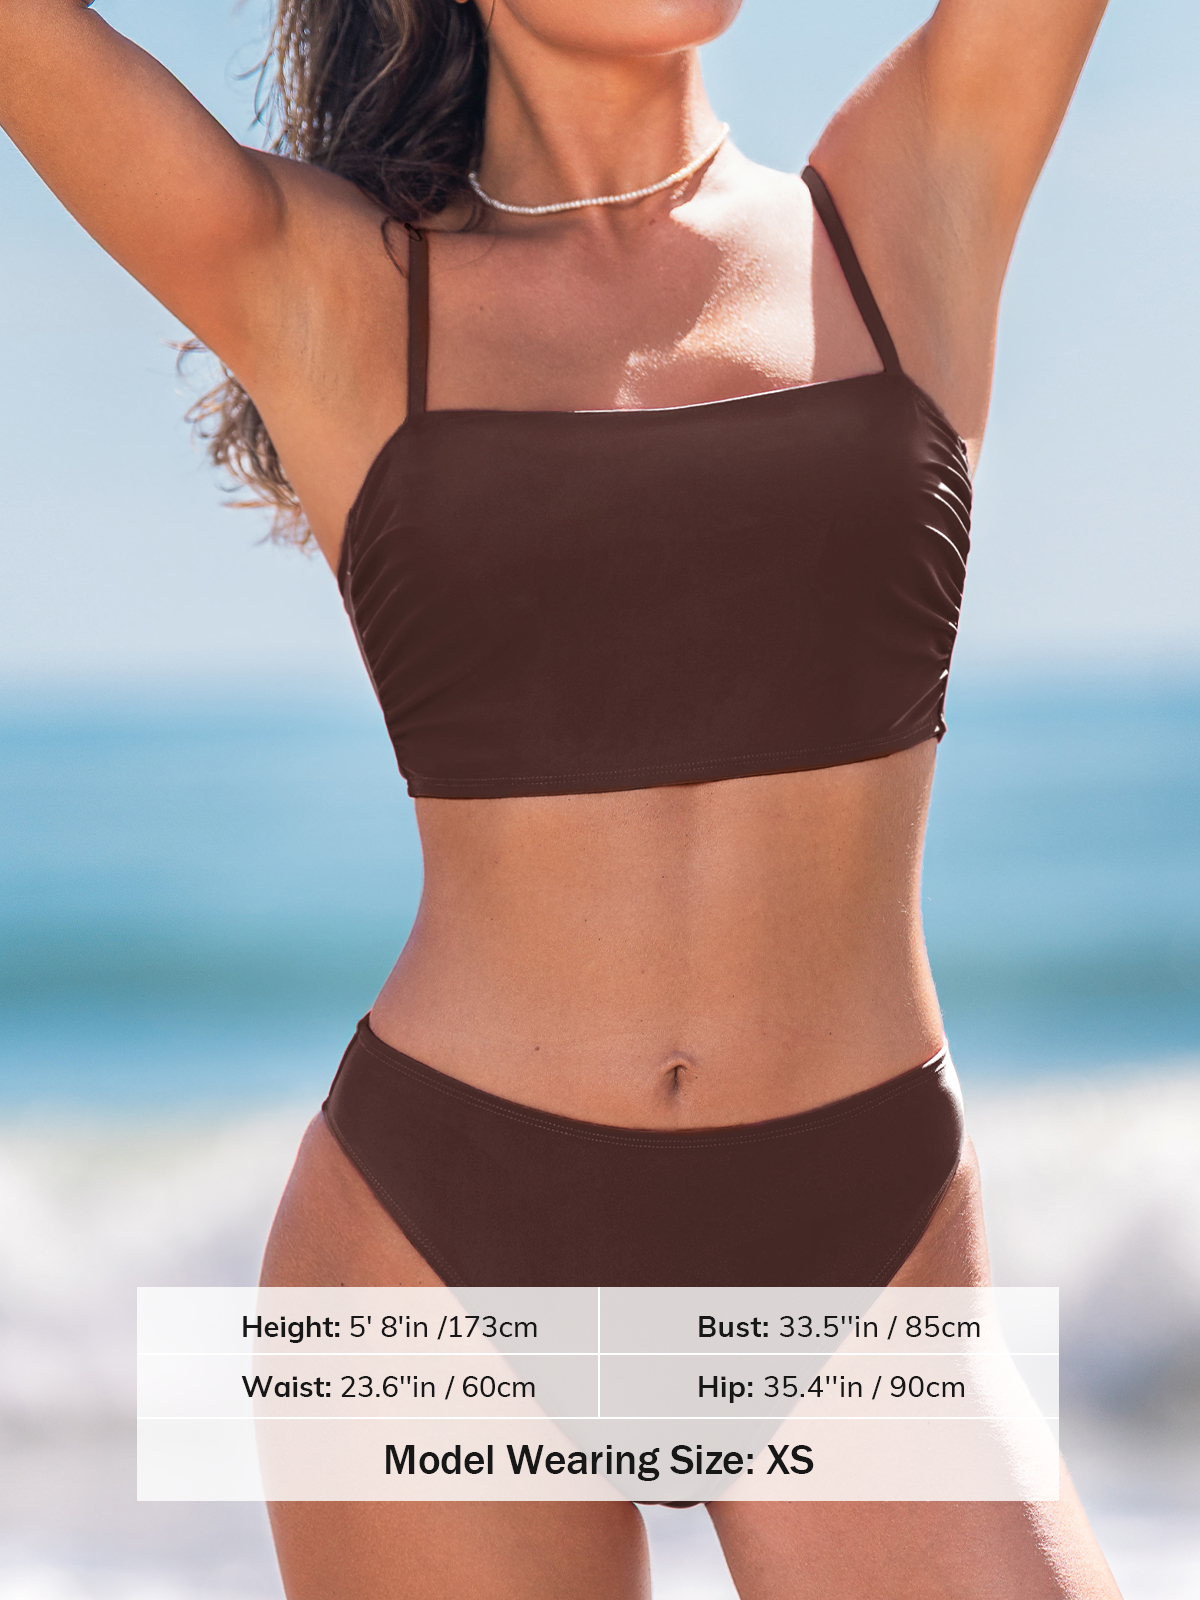 Height: 5' 8'in /173cm
Bust: 33.5''in / 85cm
Waist: 23.6''in / 60cm
Hip: 35.4''in / 90cm
Model Wearing Size: XS